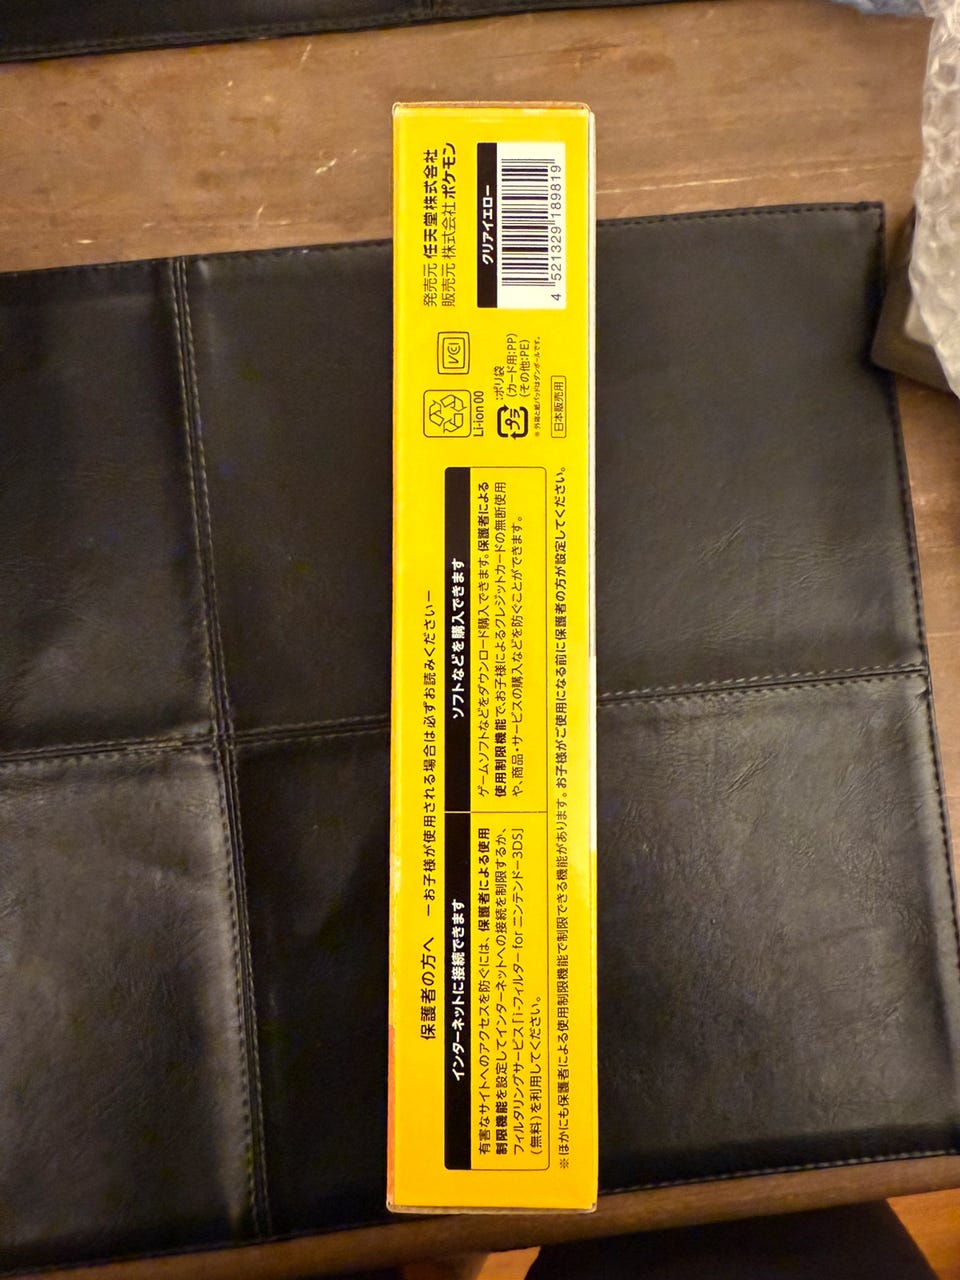 保護者の方へ －お子様が使用される場合は必ずお読みください－
インターネットに接続できます
有害なサイトへのアクセスを防ぐには、保護者による使用
制限機能を設定してインターネットへの接続を制限するか、
フィルタリングサービス「i-フィルター for ニンテンドー3DS」
(無料)を利用してください。
ソフトなどを購入できます
ゲームソフトなどをダウンロード購入できます。保護者による
使用制限機能で、お子様によるクレジットカードの無断使用
や、商品・サービスの購入などを防ぐことができます。
※ほかにも保護者による使用制限機能で制限できる機能があります。お子様がご使用になる前に保護者の方が設定してください。
Li-ion 00
VCI
プラ
:ポリ袋
(カード用:PP)
(その他:PE)
※外箱と紙パッドはダンボールです。
日本販売用
発売元 任天堂株式会社
販売元 株式会社ポケモン
クリアイエロー
4 521329 189819